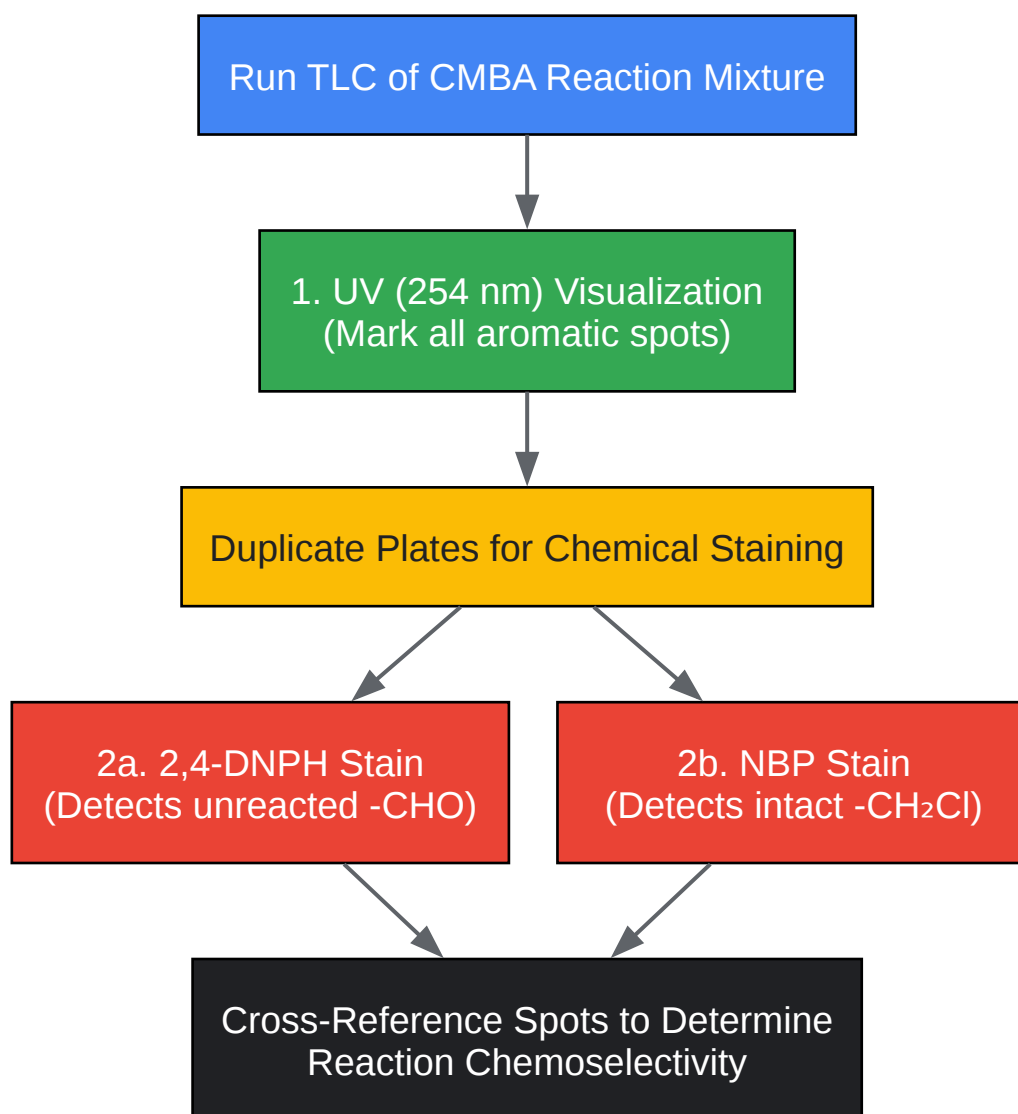 Run TLC of CMBA Reaction Mixture
1. UV (254 nm) Visualization
(Mark all aromatic spots)
Duplicate Plates for Chemical Staining
2a. 2,4-DNPH Stain
(Detects unreacted -CHO)
2b. NBP Stain
(Detects intact -CH₂Cl)
Cross-Reference Spots to Determine
Reaction Chemoselectivity